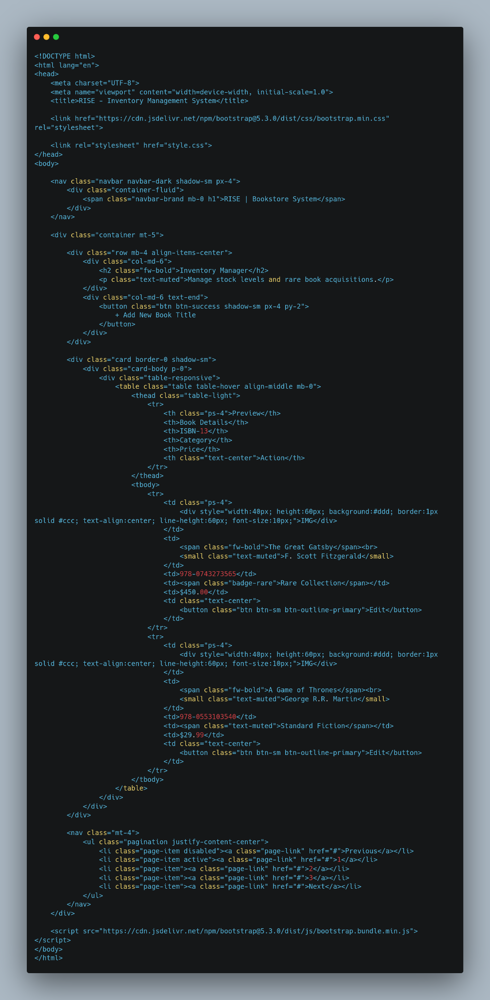 <!DOCTYPE html>
<html lang="en">
<head>
    <meta charset="UTF-8">
    <meta name="viewport" content="width=device-width, initial-scale=1.0">
    <title>RISE - Inventory Management System</title>

    <link href="https://cdn.jsdelivr.net/npm/bootstrap@5.3.0/dist/css/bootstrap.min.css"
rel="stylesheet">

    <link rel="stylesheet" href="style.css">
</head>
<body>

    <nav class="navbar navbar-dark shadow-sm px-4">
        <div class="container-fluid">
            <span class="navbar-brand mb-0 h1">RISE | Bookstore System</span>
        </div>
    </nav>

    <div class="container mt-5">

        <div class="row mb-4 align-items-center">
            <div class="col-md-6">
                <h2 class="fw-bold">Inventory Manager</h2>
                <p class="text-muted">Manage stock levels and rare book acquisitions.</p>
            </div>
            <div class="col-md-6 text-end">
                <button class="btn btn-success shadow-sm px-4 py-2">
                    + Add New Book Title
                </button>
            </div>
        </div>

        <div class="card border-0 shadow-sm">
            <div class="card-body p-0">
                <div class="table-responsive">
                    <table class="table table-hover align-middle mb-0">
                        <thead class="table-light">
                            <tr>
                                <th class="ps-4">Preview</th>
                                <th>Book Details</th>
                                <th>ISBN-13</th>
                                <th>Category</th>
                                <th>Price</th>
                                <th class="text-center">Action</th>
                            </tr>
                        </thead>
                        <tbody>
                            <tr>
                                <td class="ps-4">
                                    <div style="width:40px; height:60px; background:#ddd; border:1px
solid #ccc; text-align:center; line-height:60px; font-size:10px;">IMG</div>
                                </td>
                                <td>
                                    <span class="fw-bold">The Great Gatsby</span><br>
                                    <small class="text-muted">F. Scott Fitzgerald</small>
                                </td>
                                <td>978-0743273565</td>
                                <td><span class="badge-rare">Rare Collection</span></td>
                                <td>$450.00</td>
                                <td class="text-center">
                                    <button class="btn btn-sm btn-outline-primary">Edit</button>
                                </td>
                            </tr>
                            <tr>
                                <td class="ps-4">
                                    <div style="width:40px; height:60px; background:#ddd; border:1px
solid #ccc; text-align:center; line-height:60px; font-size:10px;">IMG</div>
                                </td>
                                <td>
                                    <span class="fw-bold">A Game of Thrones</span><br>
                                    <small class="text-muted">George R.R. Martin</small>
                                </td>
                                <td>978-0553103540</td>
                                <td><span class="text-muted">Standard Fiction</span></td>
                                <td>$29.99</td>
                                <td class="text-center">
                                    <button class="btn btn-sm btn-outline-primary">Edit</button>
                                </td>
                            </tr>
                        </tbody>
                    </table>
                </div>
            </div>
        </div>

        <nav class="mt-4">
            <ul class="pagination justify-content-center">
                <li class="page-item disabled"><a class="page-link" href="#">Previous</a></li>
                <li class="page-item active"><a class="page-link" href="#">1</a></li>
                <li class="page-item"><a class="page-link" href="#">2</a></li>
                <li class="page-item"><a class="page-link" href="#">3</a></li>
                <li class="page-item"><a class="page-link" href="#">Next</a></li>
            </ul>
        </nav>
    </div>

    <script src="https://cdn.jsdelivr.net/npm/bootstrap@5.3.0/dist/js/bootstrap.bundle.min.js">
</script>
</body>
</html>